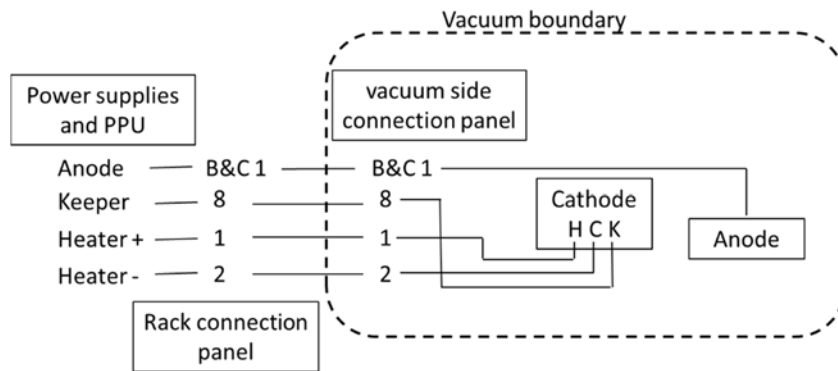 Vacuum boundary
Power supplies
and PPU
vacuum side
connection panel
Anode B&C 1 B&C 1
Keeper 8 8
Heater + 1 1
Heater - 2 2
Cathode
H C K
Anode
Rack connection
panel